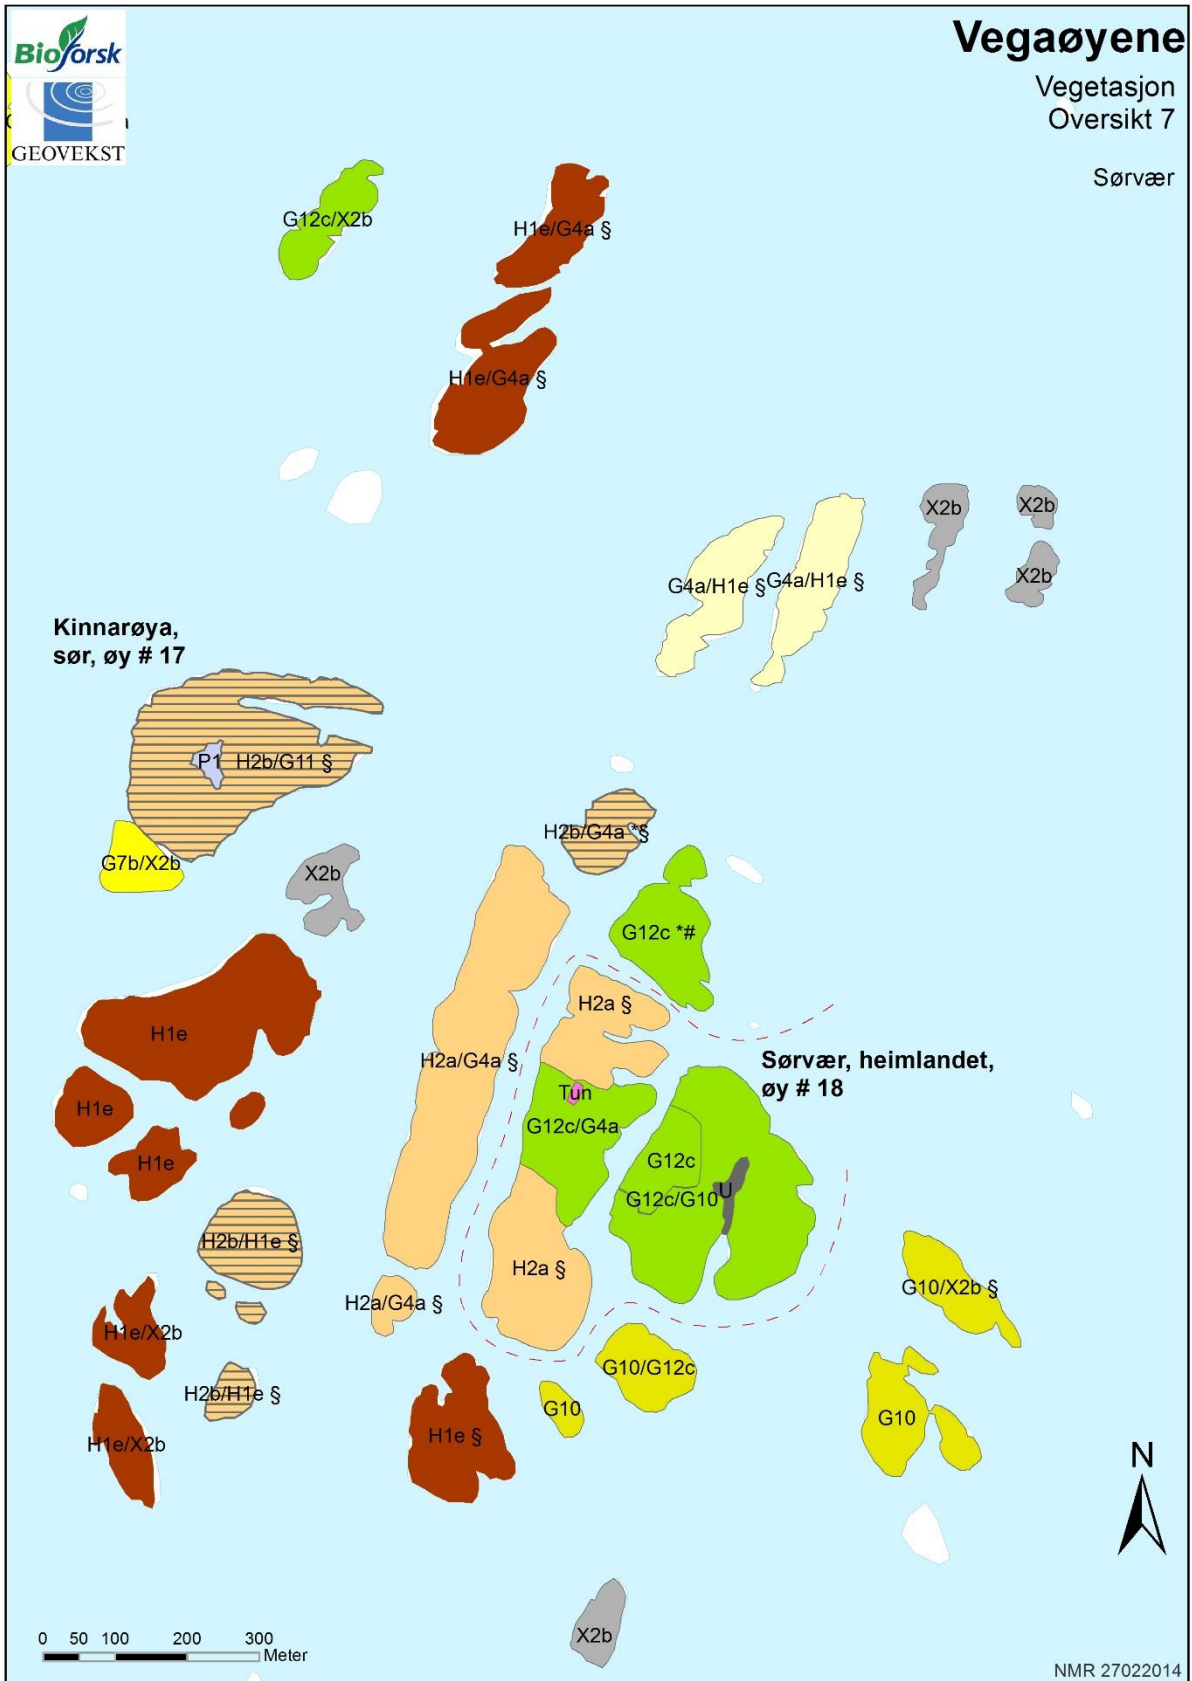 Bioforsk
GEOVEKST
a
Vegaøyene
Vegetasjon
Oversikt 7
Sørvær
G12c/X2b
H1e/G4a §
H1e/G4a §
X2b
X2b
X2b
G4a/H1e §
G4a/H1e §
Kinnarøya,
sør, øy # 17
P1
H2b/G11 §
H2b/G4a *§
G7b/X2b
X2b
G12c *#
H2a §
H1e
H2a/G4a §
Sørvær, heimlandet,
øy # 18
Tun
H1e
G12c/G4a
H1e
G12c
G12c/G10
U
H2b/H1e §
H2a §
G10/X2b §
H2a/G4a §
H1e/X2b
G10/G12c
H2b/H1e §
G10
G10
H1e §
H1e/X2b
N
X2b
0 50 100 200 300
Meter
NMR 27022014